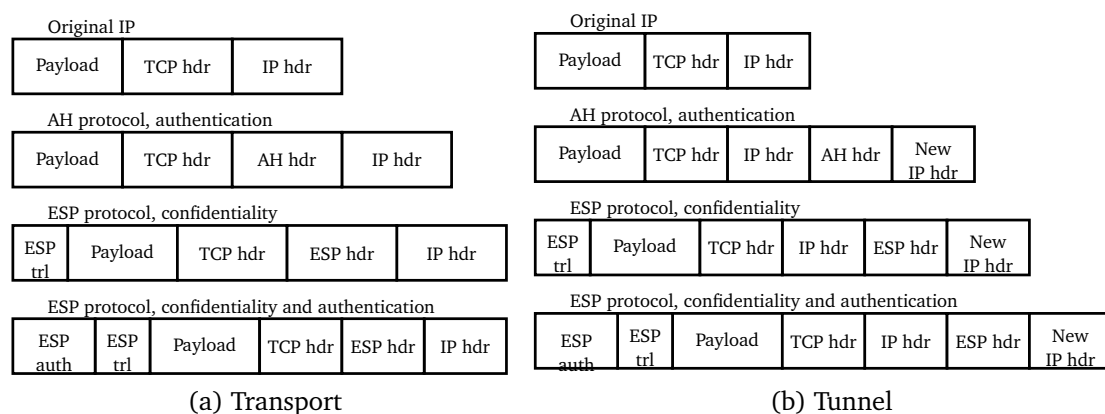 Original IP
Payload TCP hdr IP hdr
AH protocol, authentication
Payload TCP hdr AH hdr IP hdr
ESP protocol, confidentiality
ESP trl Payload TCP hdr ESP hdr IP hdr
ESP protocol, confidentiality and authentication
ESP auth ESP trl Payload TCP hdr ESP hdr IP hdr
(a) Transport
Original IP
Payload TCP hdr IP hdr
AH protocol, authentication
Payload TCP hdr IP hdr AH hdr New IP hdr
ESP protocol, confidentiality
ESP trl Payload TCP hdr IP hdr ESP hdr New IP hdr
ESP protocol, confidentiality and authentication
ESP auth ESP trl Payload TCP hdr IP hdr ESP hdr New IP hdr
(b) Tunnel